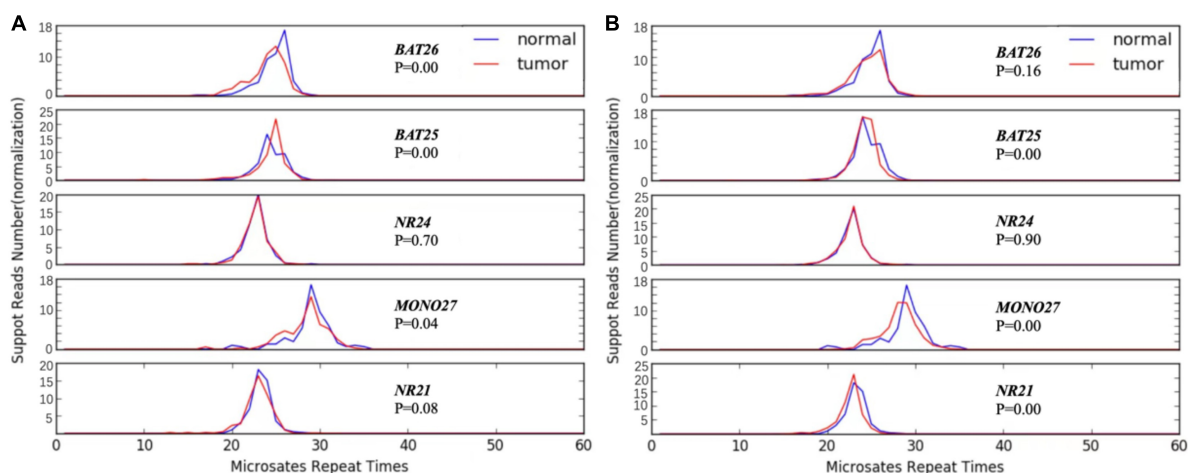 A
Suppot Reads Number(normalization)
18
10
0
BAT26
P=0.00
normal
tumor
25
20
15
10
5
0
BAT25
P=0.00
20
15
10
5
0
NR24
P=0.70
18
10
0
MONO27
P=0.04
20
15
10
5
NR21
P=0.08
0 10 20 30 40 50 60
Microsates Repeat Times
B
Suppot Reads Number(normalization)
18
10
0
BAT26
P=0.16
normal
tumor
18
10
0
BAT25
P=0.00
25
20
15
10
5
0
NR24
P=0.90
18
10
0
MONO27
P=0.00
25
20
15
10
5
NR21
P=0.00
0 10 20 30 40 50 60
Microsates Repeat Times